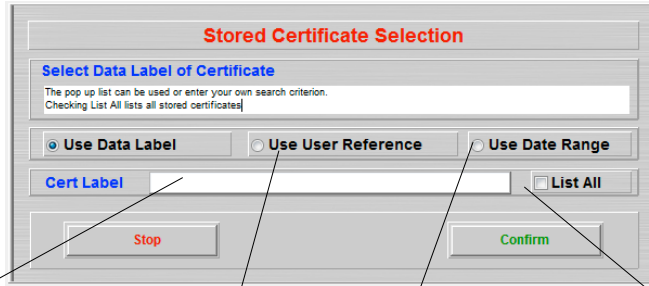 Stored Certificate Selection
Select Data Label of Certificate
The pop up list can be used or enter your own search criterion.
Checking List All lists all stored certificates
Use Data Label Use User Reference Use Date Range
Cert Label List All
Stop Confirm